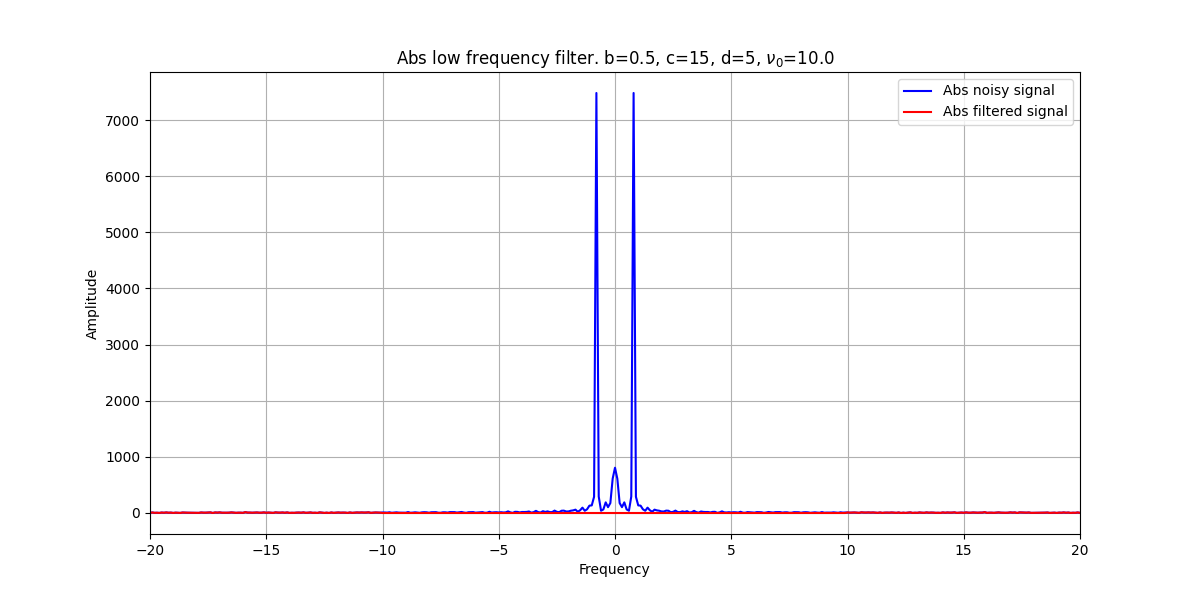 Abs low frequency filter. b=0.5, c=15, d=5, ν₀=10.0
Abs noisy signal
Abs filtered signal
7000
6000
5000
4000
3000
2000
1000
0
Amplitude
−20 −15 −10 −5 0 5 10 15 20
Frequency